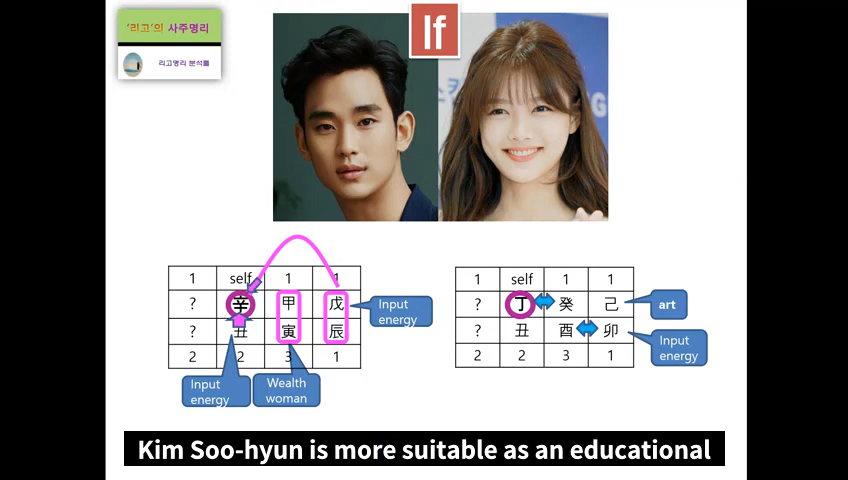 '리고'의 사주명리
리고명리 분석틀
If
1 self 1 1
? 辛 甲 戊
? 丑 寅 辰
2 2 3 1
Input
energy
Input
energy
Wealth
woman
1 self 1 1
? 丁 癸 己
? 丑 酉 卯
2 2 3 1
art
Input
energy
Kim Soo-hyun is more suitable as an educational